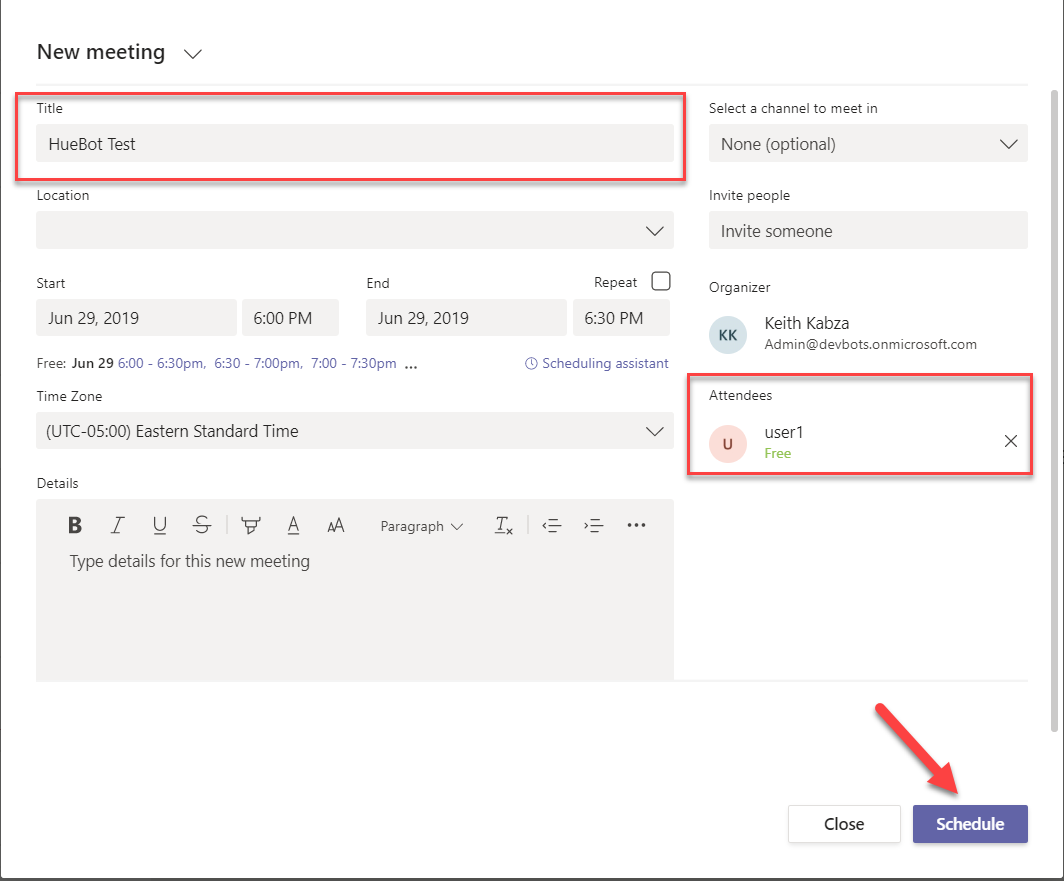 New meeting
Title
HueBot Test
Location
Start
End
Repeat
Jun 29, 2019
6:00 PM
Jun 29, 2019
6:30 PM
Free: Jun 29 6:00 - 6:30pm, 6:30 - 7:00pm, 7:00 - 7:30pm ...
Scheduling assistant
Time Zone
(UTC-05:00) Eastern Standard Time
Details
B I U S A AA Paragraph Tx ...
Type details for this new meeting
Select a channel to meet in
None (optional)
Invite people
Invite someone
Organizer
KK
Keith Kabza
Admin@devbots.onmicrosoft.com
Attendees
U
user1
Free
Close
Schedule